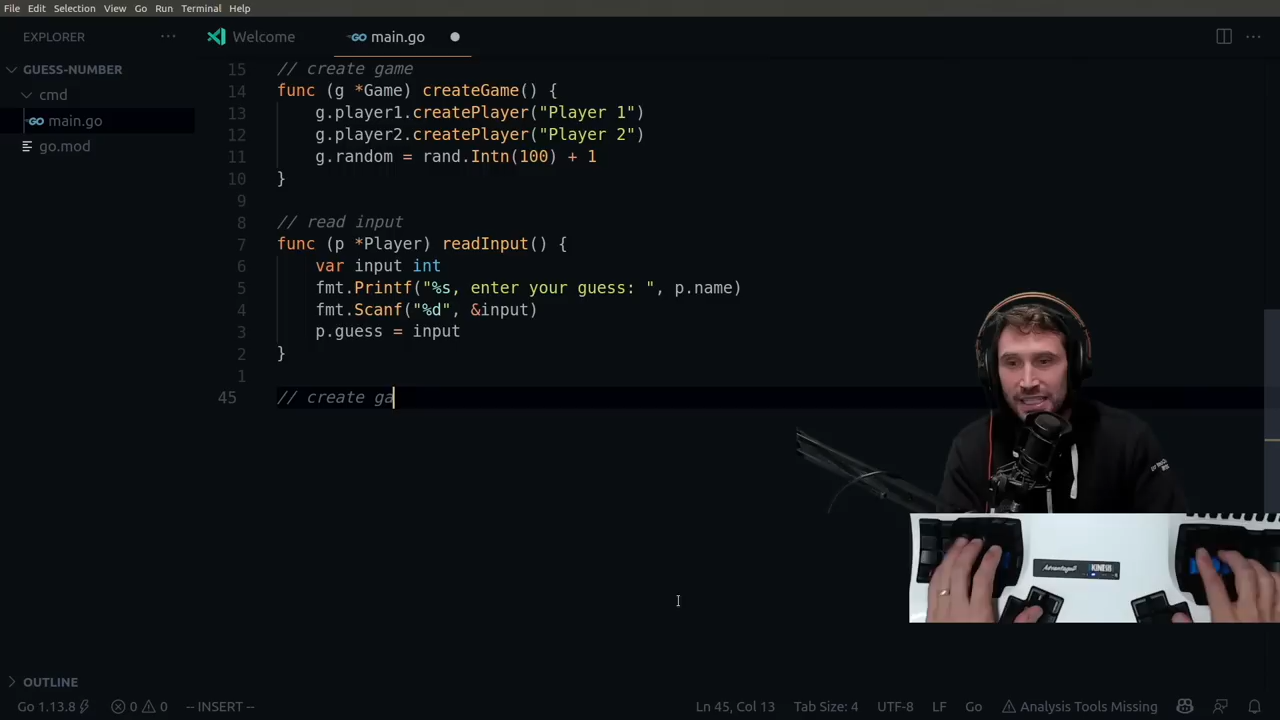 File Edit Selection View Go Run Terminal Help
EXPLORER ···
Welcome
GO main.go
GUESS-NUMBER
cmd
GO main.go
go.mod
15 // create game
14 func (g *Game) createGame() {
13 g.player1.createPlayer("Player 1")
12 g.player2.createPlayer("Player 2")
11 g.random = rand.Intn(100) + 1
10 }
9
8 // read input
7 func (p *Player) readInput() {
6 var input int
5 fmt.Printf("%s, enter your guess: ", p.name)
4 fmt.Scanf("%d", &input)
3 p.guess = input
2 }
1
45 // create ga
Advantage2 KINESIS
OUTLINE
Go 1.13.8 0 0 -- INSERT -- Ln 45, Col 13 Tab Size: 4 UTF-8 LF Go Analysis Tools Missing